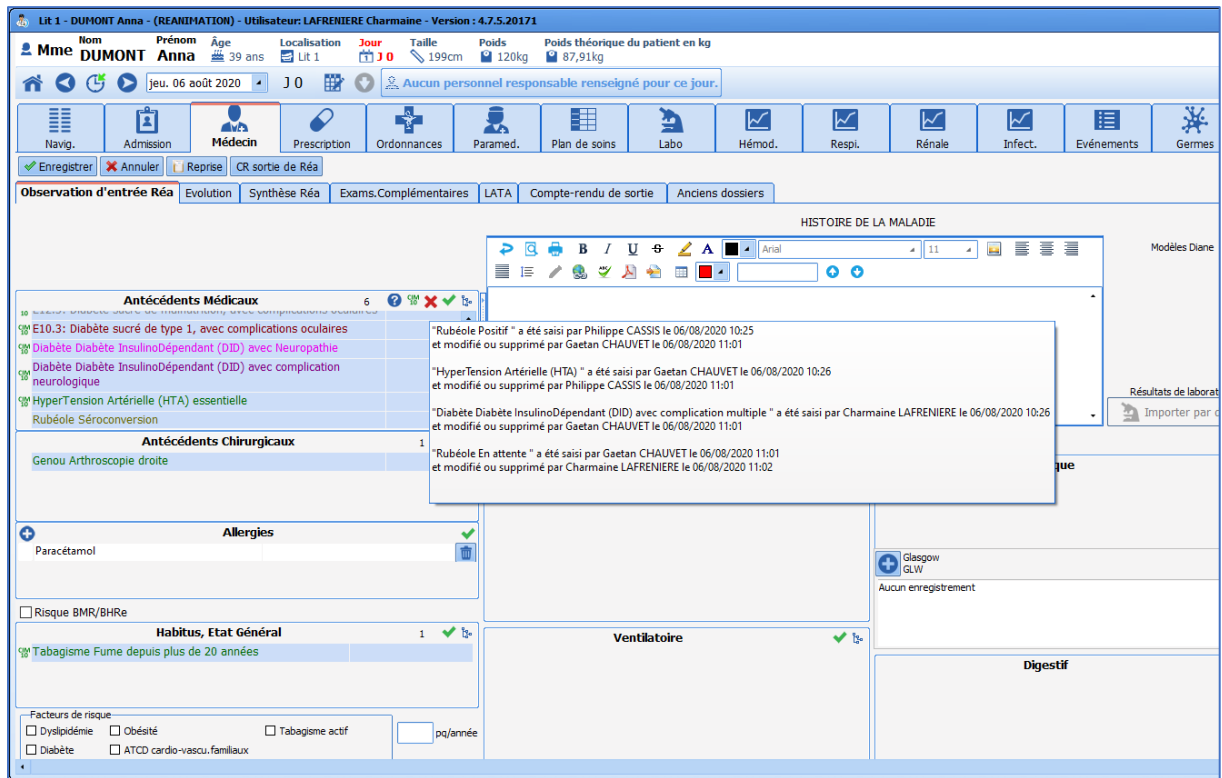 Lit 1 - DUMONT Anna - (REANIMATION) - Utilisateur: LAFRENIERE Charmaine - Version : 4.7.5.20171
Nom Prénom Âge Localisation Jour Taille Poids Poids théorique du patient en kg
Mme DUMONT Anna 39 ans Lit 1 J 0 199cm 120kg 87,91kg
jeu. 06 août 2020 J 0 Aucun personnel responsable renseigné pour ce jour.
Navig. Admission Médecin Prescription Ordonnances Paramed. Plan de soins Labo Hémod. Respi. Rénale Infect. Evénements Germes
Enregistrer Annuler Reprise CR sortie de Réa
Observation d'entrée Réa Evolution Synthèse Réa Exams.Complémentaires LATA Compte-rendu de sortie Anciens dossiers
HISTOIRE DE LA MALADIE
B I U A Arial 11 Modèles Diane
Antécédents Médicaux 6
E10.3: Diabète sucré de type 1, avec complications oculaires
Diabète Diabète InsulinoDépendant (DID) avec Neuropathie
Diabète Diabète InsulinoDépendant (DID) avec complication
neurologique
HyperTension Artérielle (HTA) essentielle
Rubéole Séroconversion
"Rubéole Positif " a été saisi par Philippe CASSIS le 06/08/2020 10:25
et modifié ou supprimé par Gaetan CHAUVET le 06/08/2020 11:01
"HyperTension Artérielle (HTA) " a été saisi par Gaetan CHAUVET le 06/08/2020 10:26
et modifié ou supprimé par Philippe CASSIS le 06/08/2020 11:01
"Diabète Diabète InsulinoDépendant (DID) avec complication multiple " a été saisi par Charmaine LAFRENIERE le 06/08/2020 10:26
et modifié ou supprimé par Gaetan CHAUVET le 06/08/2020 11:01
"Rubéole En attente " a été saisi par Gaetan CHAUVET le 06/08/2020 11:01
et modifié ou supprimé par Charmaine LAFRENIERE le 06/08/2020 11:02
Résultats de laborat
Importer par
Antécédents Chirurgicaux 1
Genou Arthroscopie droite
que
Allergies
Paracétamol
Glasgow
GLW
Aucun enregistrement
Risque BMR/BHRe
Habitus, Etat Général 1
Tabagisme Fume depuis plus de 20 années
Ventilatoire
Digestif
Facteurs de risque
Dyslipidémie Obésité Tabagisme actif pq/année
Diabète ATCD cardio-vascu.familiaux